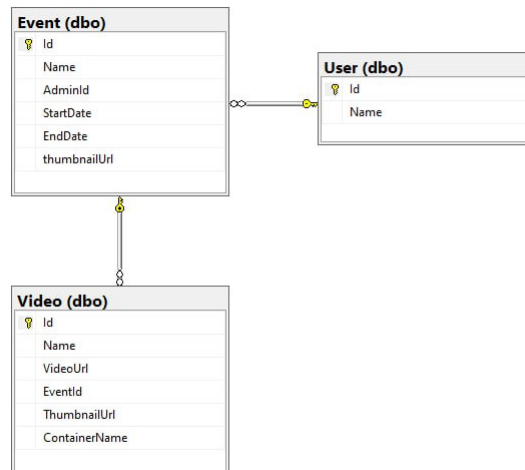 Event (dbo)
Id
Name
AdminId
StartDate
EndDate
thumbnailUrl
User (dbo)
Id
Name
Video (dbo)
Id
Name
VideoUrl
EventId
ThumbnailUrl
ContainerName